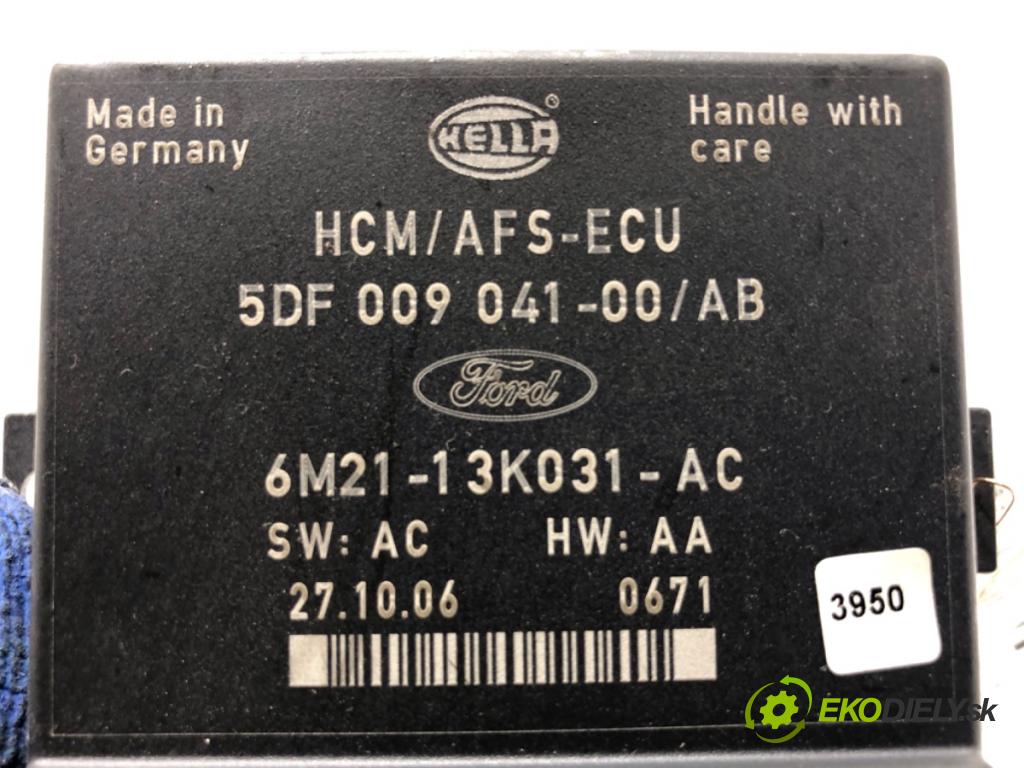 Made in
Germany
HELLA ®
Handle with
care
HCM/AFS-ECU
5DF 009 041-00/AB
Ford
6M21-13K031-AC
SW: AC HW: AA
27.10.06 0671
3950
EKODIELY.sk